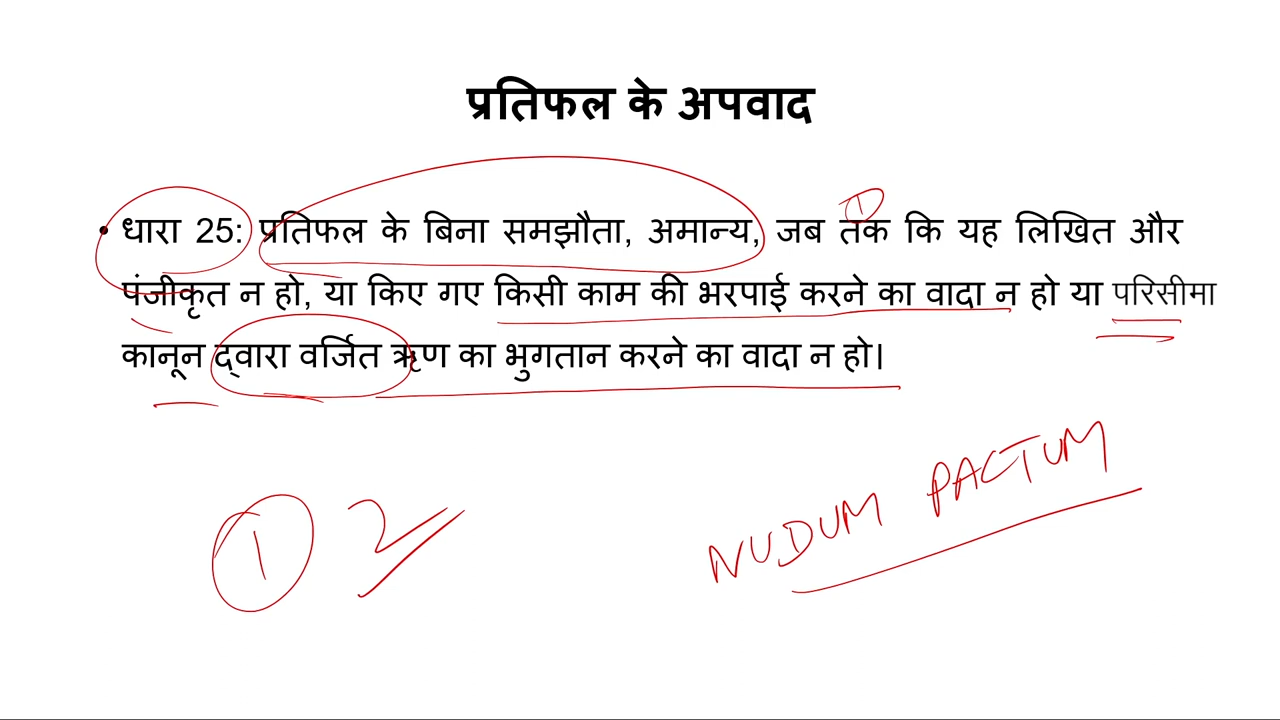 प्रतिफल के अपवाद
• धारा 25: प्रतिफल के बिना समझौता, अमान्य, जब तक कि यह लिखित और
पंजीकृत न हो, या किए गए किसी काम की भरपाई करने का वादा न हो या परिसीमा
कानून द्वारा वर्जित ऋण का भुगतान करने का वादा न हो।
1
1 2
NUDUM PACTUM